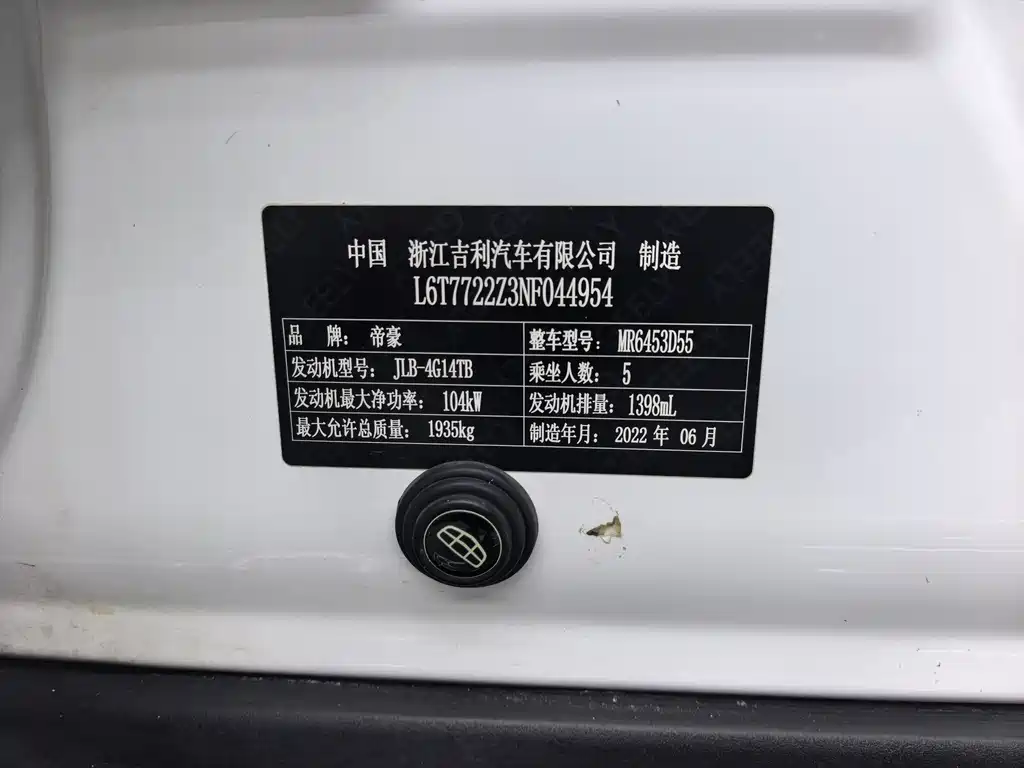 中国 浙江吉利汽车有限公司 制造
L6T7722Z3NF044954
品 牌：帝豪
整车型号：MR6453D55
发动机型号：JLB-4G14TB
乘坐人数：5
发动机最大净功率：104kW
发动机排量：1398mL
最大允许总质量：1935kg
制造年月：2022 年 06 月